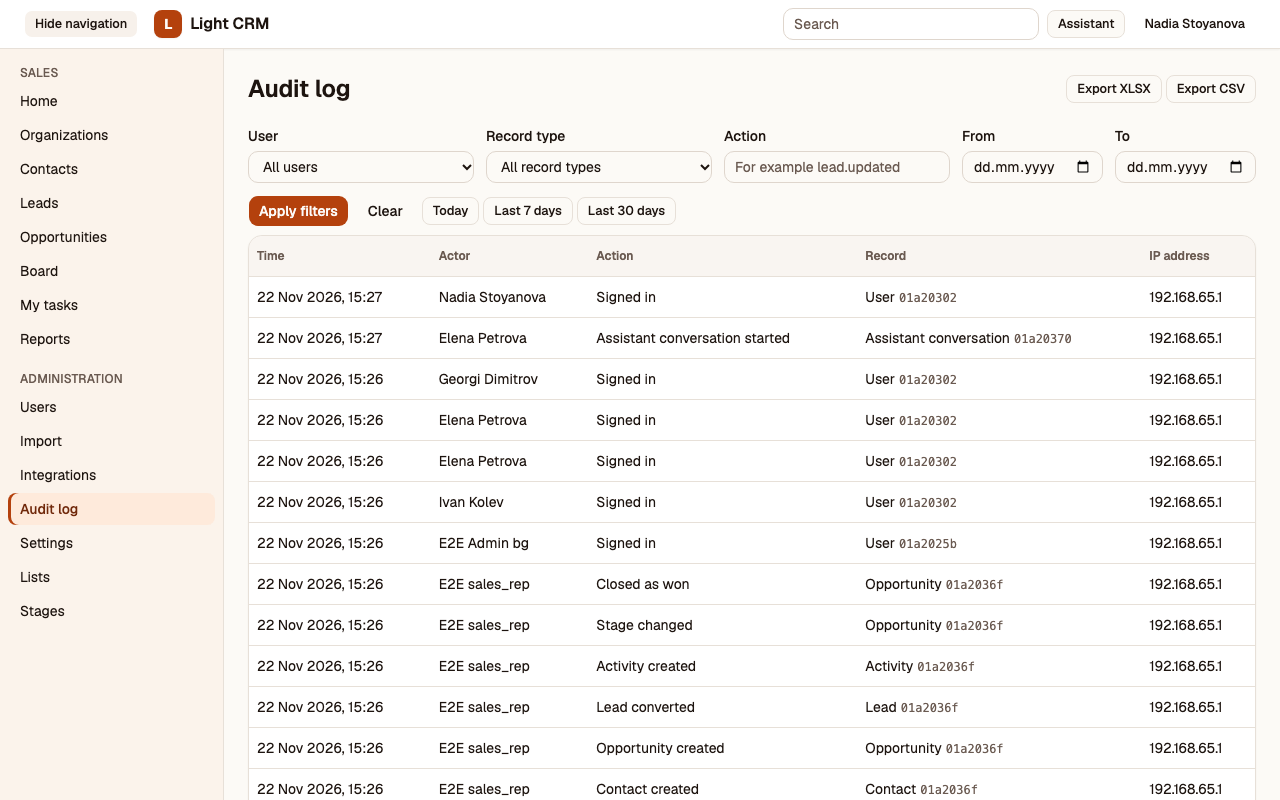 Hide navigation L Light CRM Search Assistant Nadia Stoyanova
SALES
Home
Organizations
Contacts
Leads
Opportunities
Board
My tasks
Reports
ADMINISTRATION
Users
Import
Integrations
Audit log
Settings
Lists
Stages
Audit log Export XLSX Export CSV
User Record type Action From To
All users All record types For example lead.updated dd.mm.yyyy dd.mm.yyyy
Apply filters Clear Today Last 7 days Last 30 days
Time Actor Action Record IP address
22 Nov 2026, 15:27 Nadia Stoyanova Signed in User 01a20302 192.168.65.1
22 Nov 2026, 15:27 Elena Petrova Assistant conversation started Assistant conversation 01a20370 192.168.65.1
22 Nov 2026, 15:26 Georgi Dimitrov Signed in User 01a20302 192.168.65.1
22 Nov 2026, 15:26 Elena Petrova Signed in User 01a20302 192.168.65.1
22 Nov 2026, 15:26 Elena Petrova Signed in User 01a20302 192.168.65.1
22 Nov 2026, 15:26 Ivan Kolev Signed in User 01a20302 192.168.65.1
22 Nov 2026, 15:26 E2E Admin bg Signed in User 01a2025b 192.168.65.1
22 Nov 2026, 15:26 E2E sales_rep Closed as won Opportunity 01a2036f 192.168.65.1
22 Nov 2026, 15:26 E2E sales_rep Stage changed Opportunity 01a2036f 192.168.65.1
22 Nov 2026, 15:26 E2E sales_rep Activity created Activity 01a2036f 192.168.65.1
22 Nov 2026, 15:26 E2E sales_rep Lead converted Lead 01a2036f 192.168.65.1
22 Nov 2026, 15:26 E2E sales_rep Opportunity created Opportunity 01a2036f 192.168.65.1
22 Nov 2026, 15:26 E2E sales_rep Contact created Contact 01a2036f 192.168.65.1